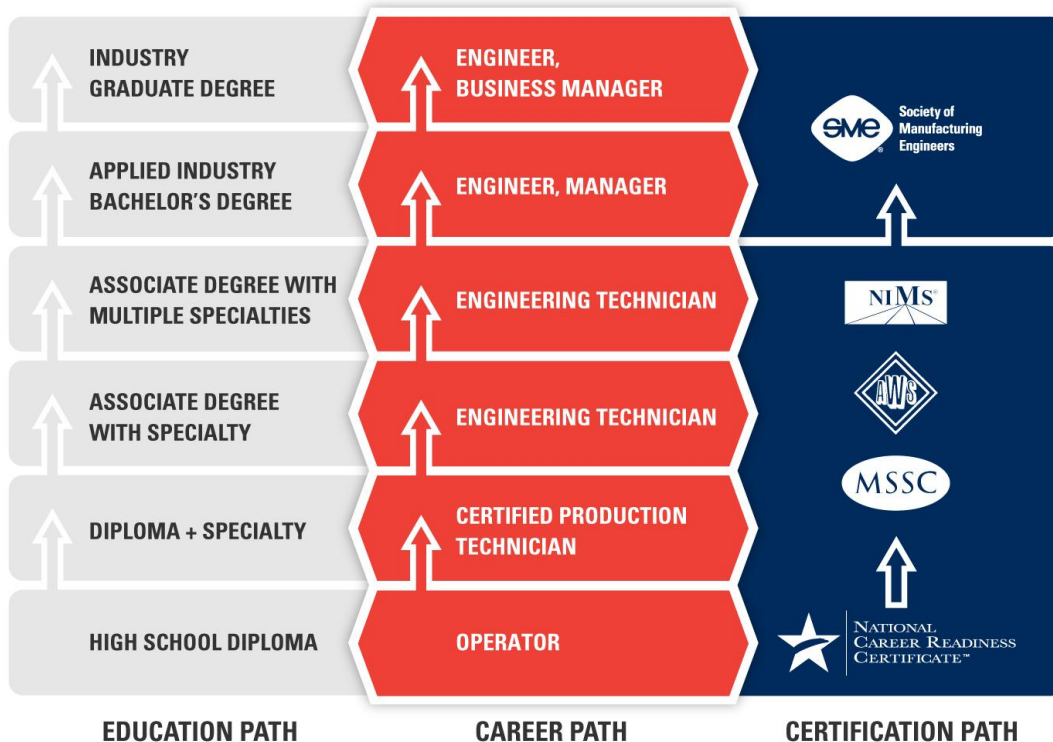 INDUSTRY
GRADUATE DEGREE
ENGINEER,
BUSINESS MANAGER
SME
®
Society of
Manufacturing
Engineers
APPLIED INDUSTRY
BACHELOR'S DEGREE
ENGINEER, MANAGER
ASSOCIATE DEGREE WITH
MULTIPLE SPECIALTIES
ENGINEERING TECHNICIAN
NIMS®
ASSOCIATE DEGREE
WITH SPECIALTY
ENGINEERING TECHNICIAN
AWS
MSSC
DIPLOMA + SPECIALTY
CERTIFIED PRODUCTION
TECHNICIAN
HIGH SCHOOL DIPLOMA
OPERATOR
NATIONAL
CAREER READINESS
CERTIFICATE™
EDUCATION PATH
CAREER PATH
CERTIFICATION PATH